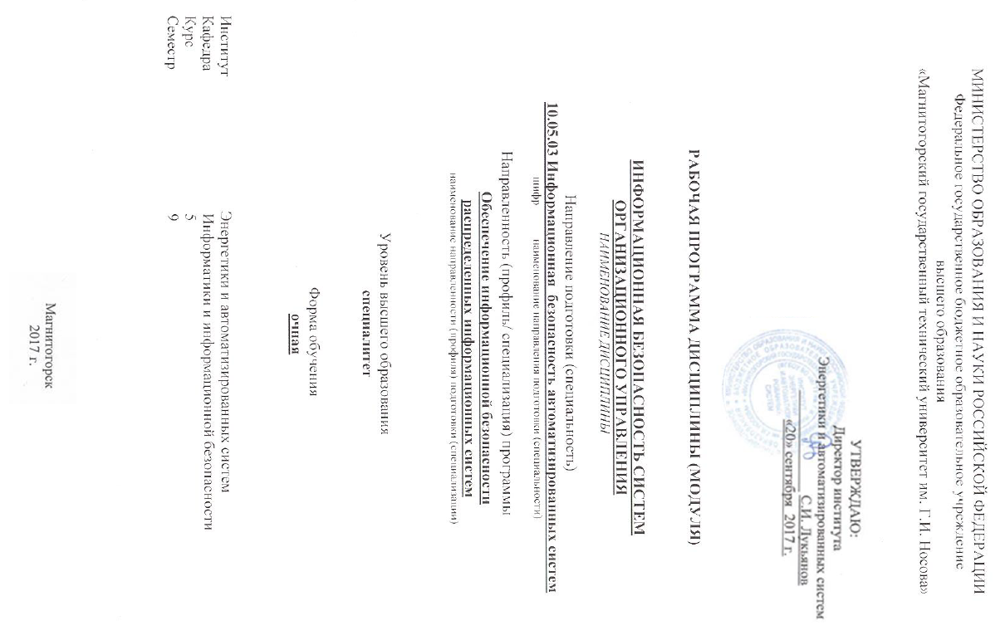 МИНИСТЕРСТВО ОБРАЗОВАНИЯ И НАУКИ РОССИЙСКОЙ ФЕДЕРАЦИИ
Федеральное государственное бюджетное образовательное учреждение
высшего образования
«Магнитогорский государственный технический университет им. Г.И. Носова»
УТВЕРЖДАЮ:
Директор института
Энергетики и автоматизированных систем
С.И. Лукьянов
«20» сентября 2017 г.
РАБОЧАЯ ПРОГРАММА ДИСЦИПЛИНЫ (МОДУЛЯ)
ИНФОРМАЦИОННАЯ БЕЗОПАСНОСТЬ СИСТЕМ
ОРГАНИЗАЦИОННОГО УПРАВЛЕНИЯ
НАИМЕНОВАНИЕ ДИСЦИПЛИНЫ
Направление подготовки (специальность)
10.05.03 Информационная безопасность автоматизированных систем
шифр наименование направления подготовки (специальности)
Направленность (профиль/ специализация) программы
Обеспечение информационной безопасности
распределенных информационных систем
наименование направленности (профиля) подготовки (специализации)
Уровень высшего образования
специалитет
Форма обучения
очная
Институт Энергетики и автоматизированных систем
Кафедра Информатики и информационной безопасности
Курс 5
Семестр 9
Магнитогорск
2017 г.